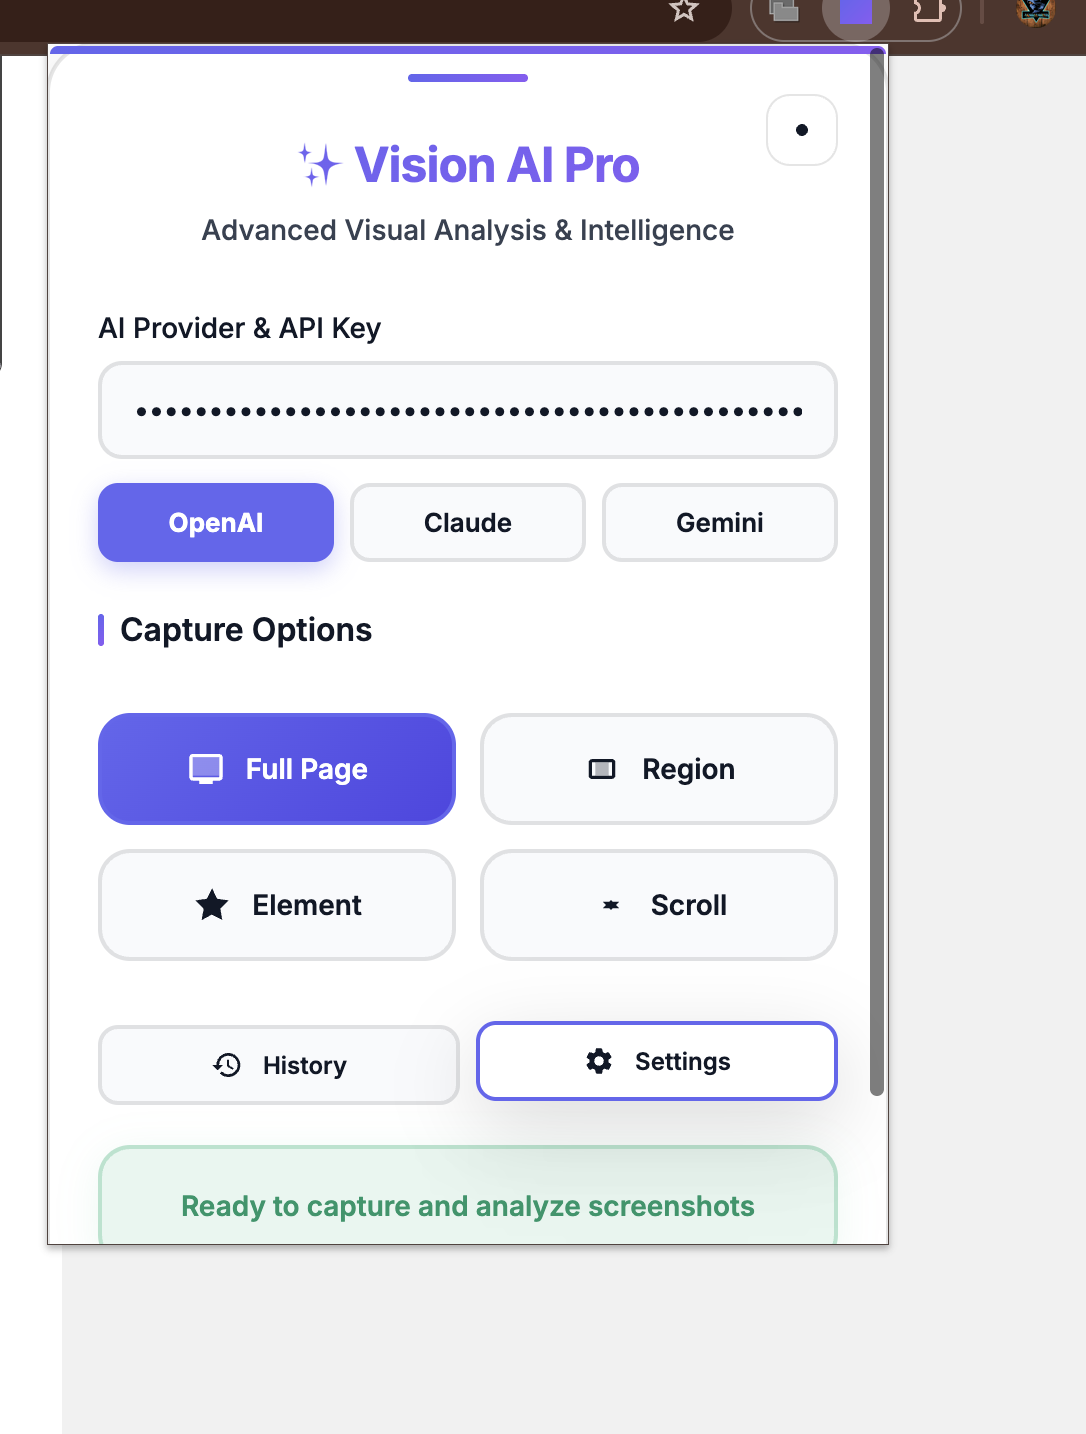 Vision AI Pro
Advanced Visual Analysis & Intelligence
AI Provider & API Key
OpenAI
Claude
Gemini
Capture Options
Full Page
Region
Element
Scroll
History
Settings
Ready to capture and analyze screenshots